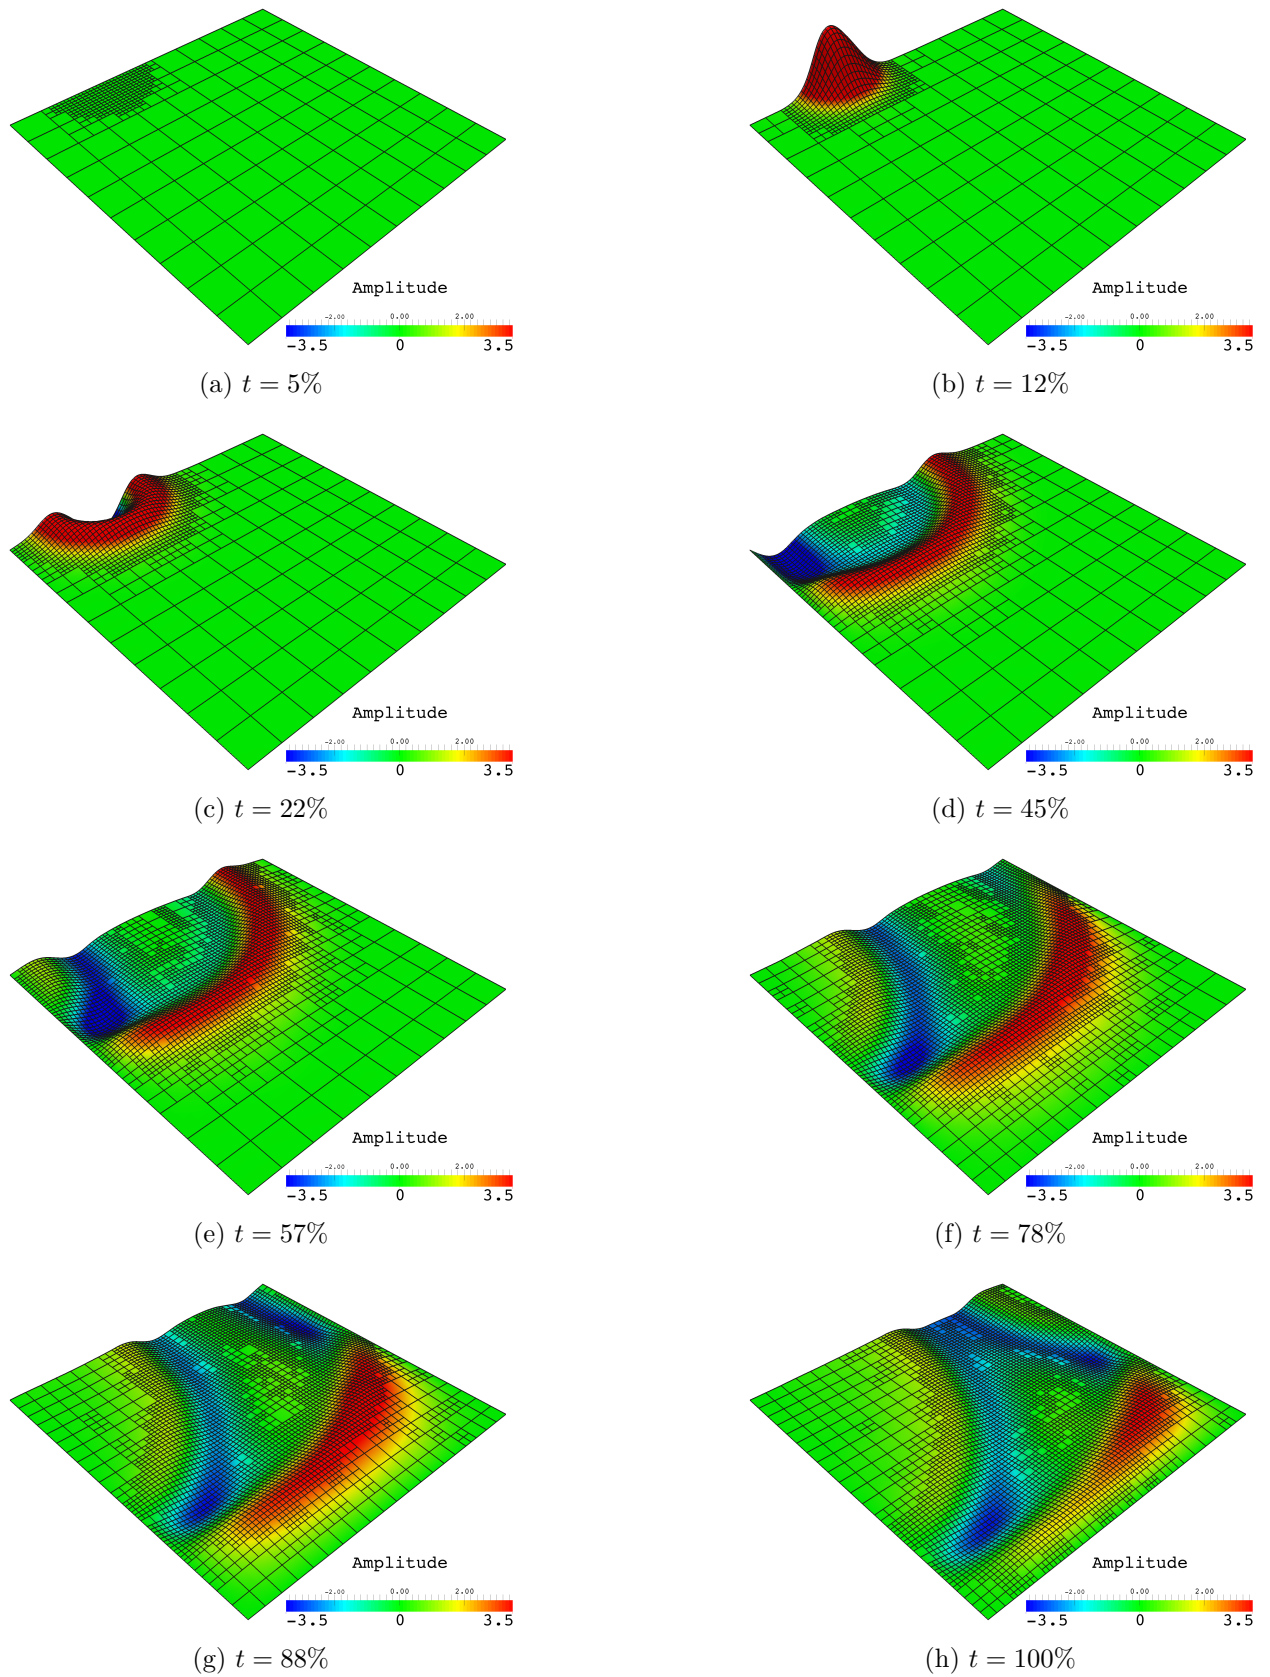 Amplitude
-2.00 0.00 2.00
-3.5 0 3.5
(a) t = 5%
Amplitude
-2.00 0.00 2.00
-3.5 0 3.5
(b) t = 12%
Amplitude
-2.00 0.00 2.00
-3.5 0 3.5
(c) t = 22%
Amplitude
-2.00 0.00 2.00
-3.5 0 3.5
(d) t = 45%
Amplitude
-2.00 0.00 2.00
-3.5 0 3.5
(e) t = 57%
Amplitude
-2.00 0.00 2.00
-3.5 0 3.5
(f) t = 78%
Amplitude
-2.00 0.00 2.00
-3.5 0 3.5
(g) t = 88%
Amplitude
-2.00 0.00 2.00
-3.5 0 3.5
(h) t = 100%